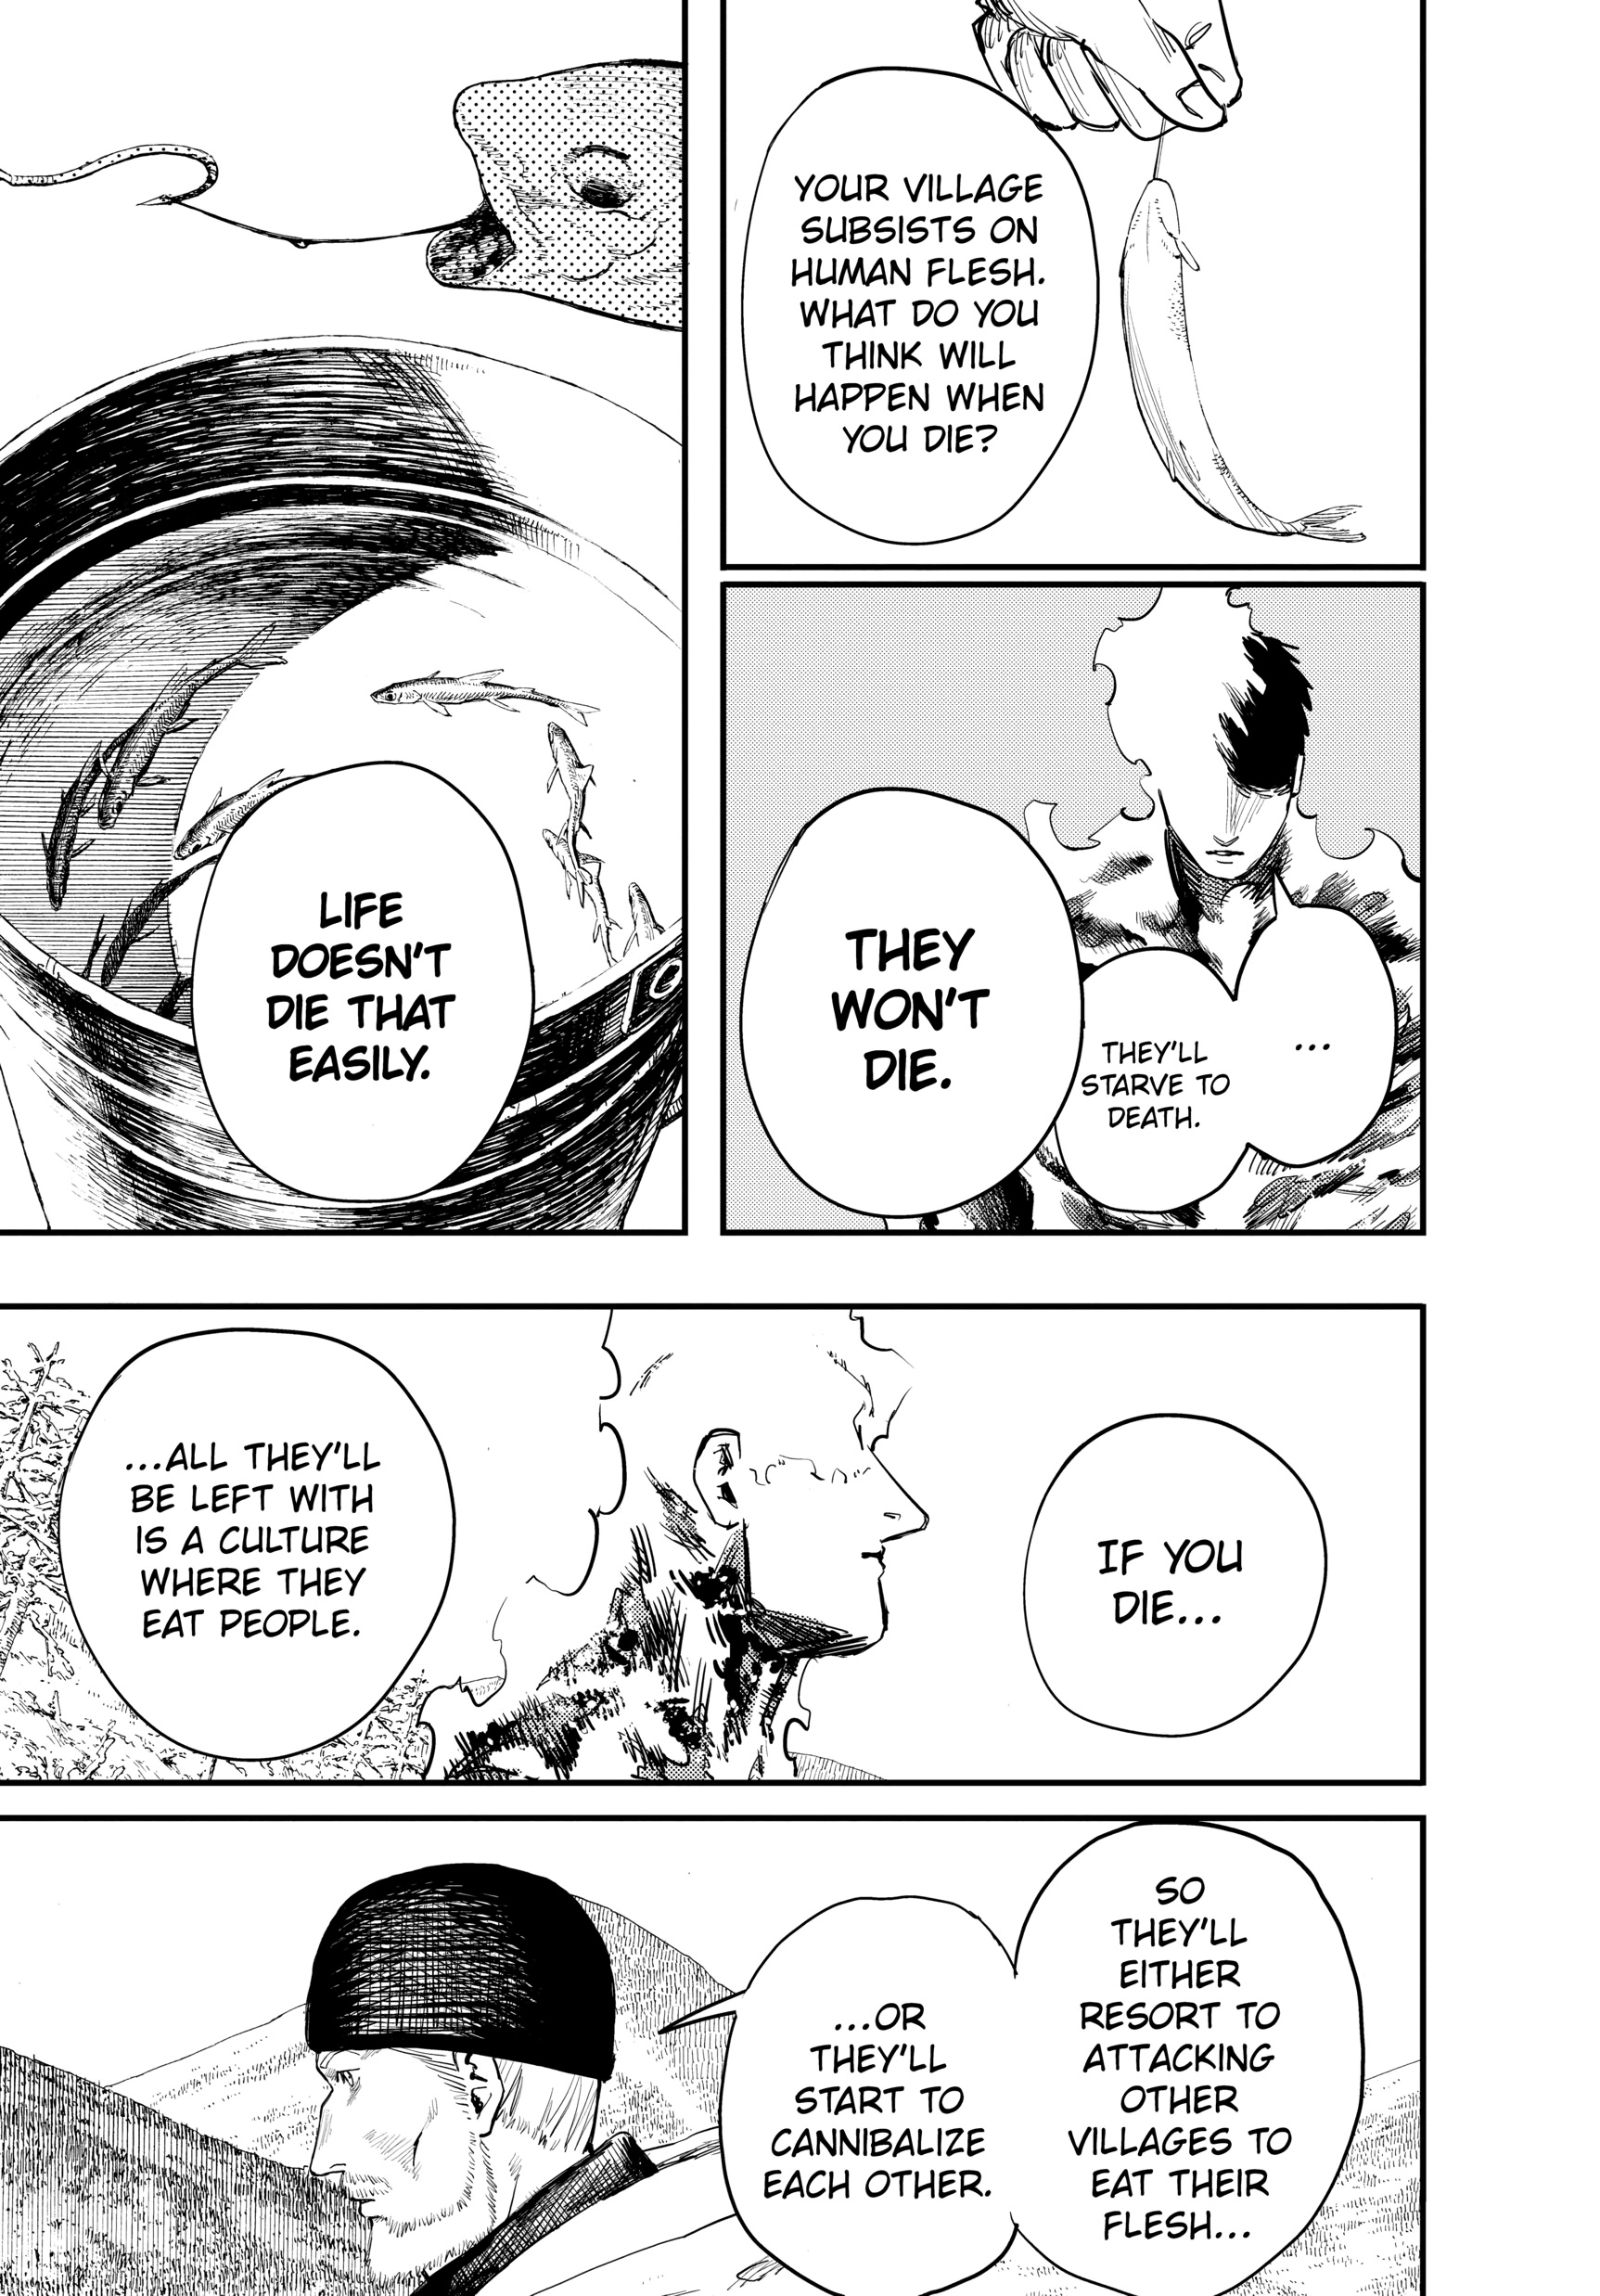 YOUR VILLAGE
SUBSISTS ON
HUMAN FLESH.
WHAT DO YOU
THINK WILL
HAPPEN WHEN
YOU DIE?
...
THEY'LL
STARVE TO
DEATH.
THEY
WON'T
DIE.
LIFE
DOESN'T
DIE THAT
EASILY.
IF YOU
DIE...
...ALL THEY'LL
BE LEFT WITH
IS A CULTURE
WHERE THEY
EAT PEOPLE.
SO
THEY'LL
EITHER
RESORT TO
ATTACKING
OTHER
VILLAGES TO
EAT THEIR
FLESH...
...OR
THEY'LL
START TO
CANNIBALIZE
EACH OTHER.